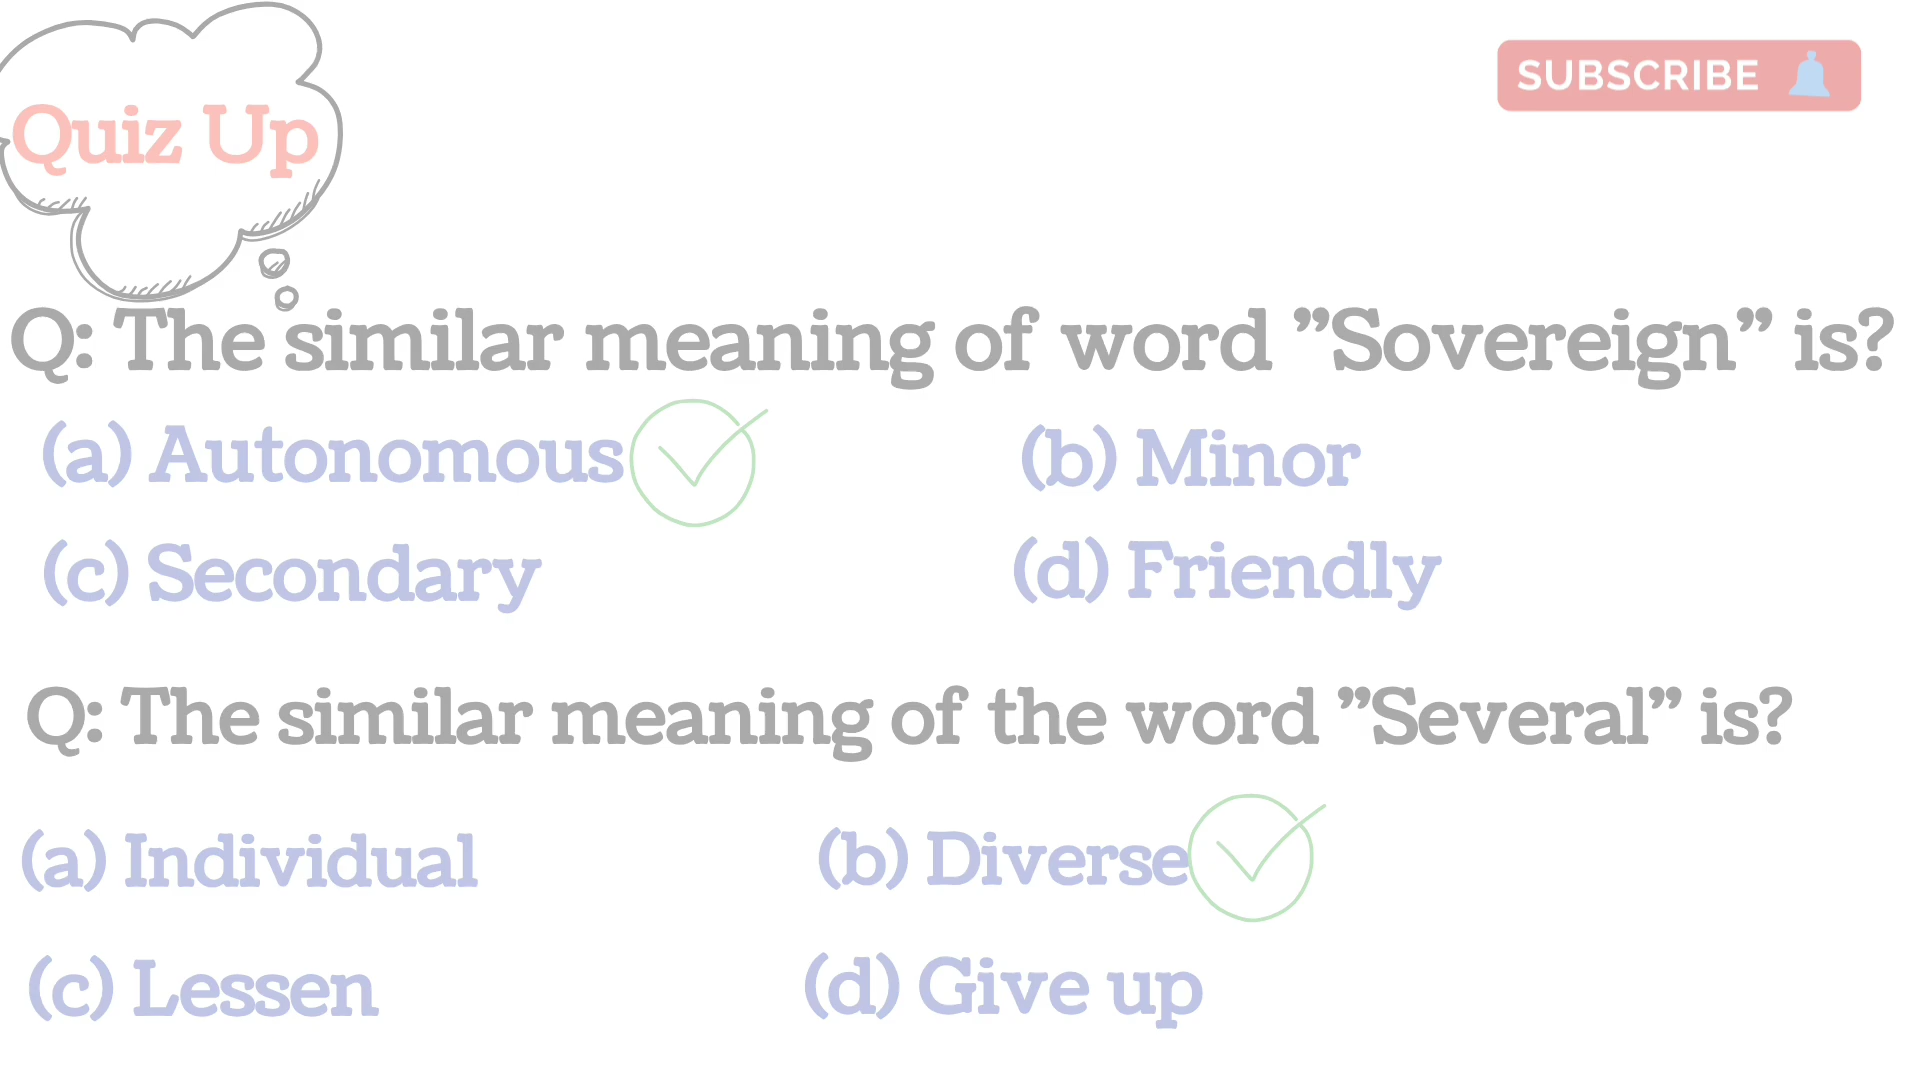 Quiz Up
SUBSCRIBE
Q: The similar meaning of word ”Sovereign” is?
(a) Autonomous
(b) Minor
(c) Secondary
(d) Friendly
Q: The similar meaning of the word ”Several” is?
(a) Individual
(b) Diverse
(c) Lessen
(d) Give up